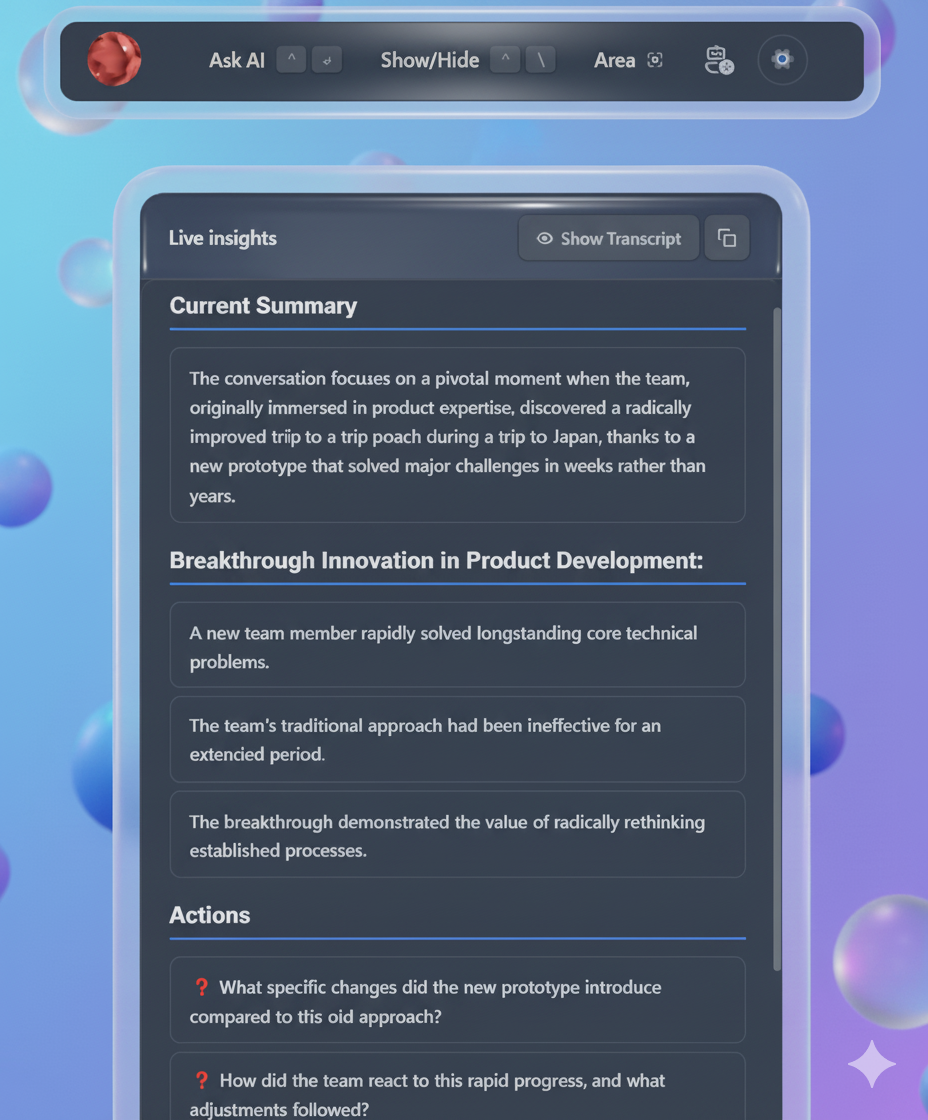 Ask AI ^ ↲ Show/Hide ^ \ Area
Live insights
Show Transcript
Current Summary
The conversation focuses on a pivotal moment when the team,
originally immersed in product expertise, discovered a radically
improved trip to a trip poach during a trip to Japan, thanks to a
new prototype that solved major challenges in weeks rather than
years.
Breakthrough Innovation in Product Development:
A new team member rapidly solved longstanding core technical
problems.
The team's traditional approach had been ineffective for an
extencied period.
The breakthrough demonstrated the value of radically rethinking
established processes.
Actions
❓ What specific changes did the new prototype introduce
compared to tñis oid approach?
❓ How did the team react to this rapid progress, and what
adjustments followed?